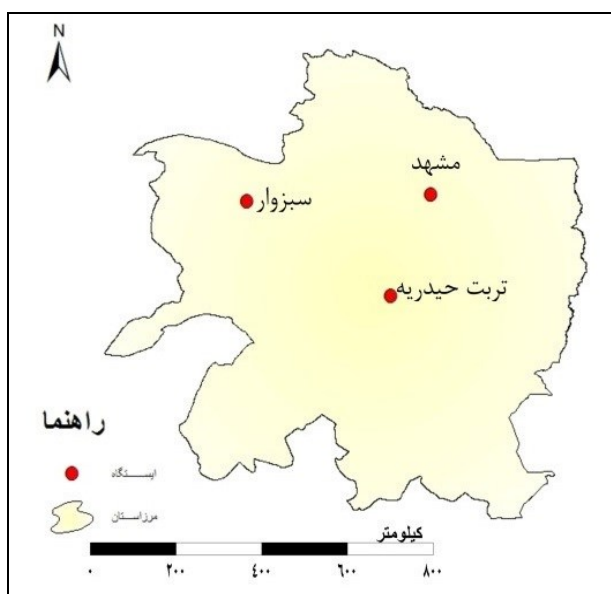 N
مشهد
سبزوار
تربت حیدریه
راهنما
ایستگاه
مرزاستان
کیلومتر
۰ ۲۰۰ ۴۰۰ ۶۰۰ ۸۰۰